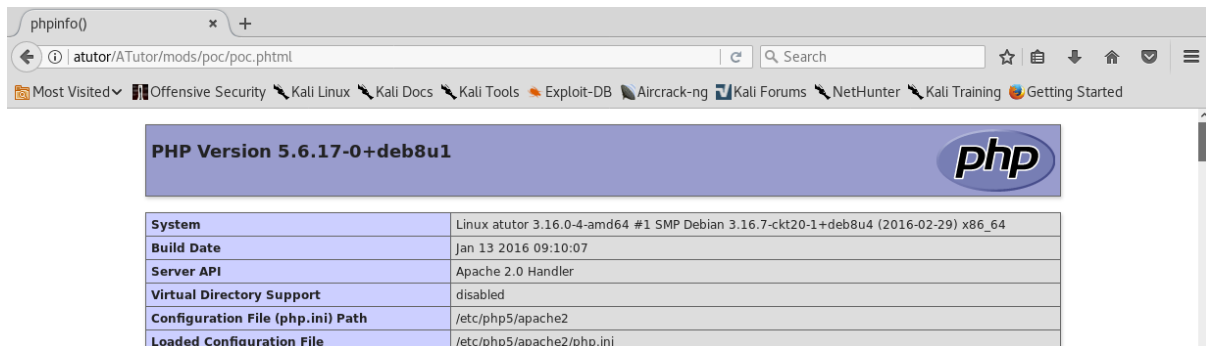 phpinfo()
atutor/ATutor/mods/poc/poc.phtml
Search
Most Visited Offensive Security Kali Linux Kali Docs Kali Tools Exploit-DB Aircrack-ng Kali Forums NetHunter Kali Training Getting Started
PHP Version 5.6.17-0+deb8u1
php
System Linux atutor 3.16.0-4-amd64 #1 SMP Debian 3.16.7-ckt20-1+deb8u4 (2016-02-29) x86_64
Build Date Jan 13 2016 09:10:07
Server API Apache 2.0 Handler
Virtual Directory Support disabled
Configuration File (php.ini) Path /etc/php5/apache2
Loaded Configuration File /etc/php5/apache2/php.ini